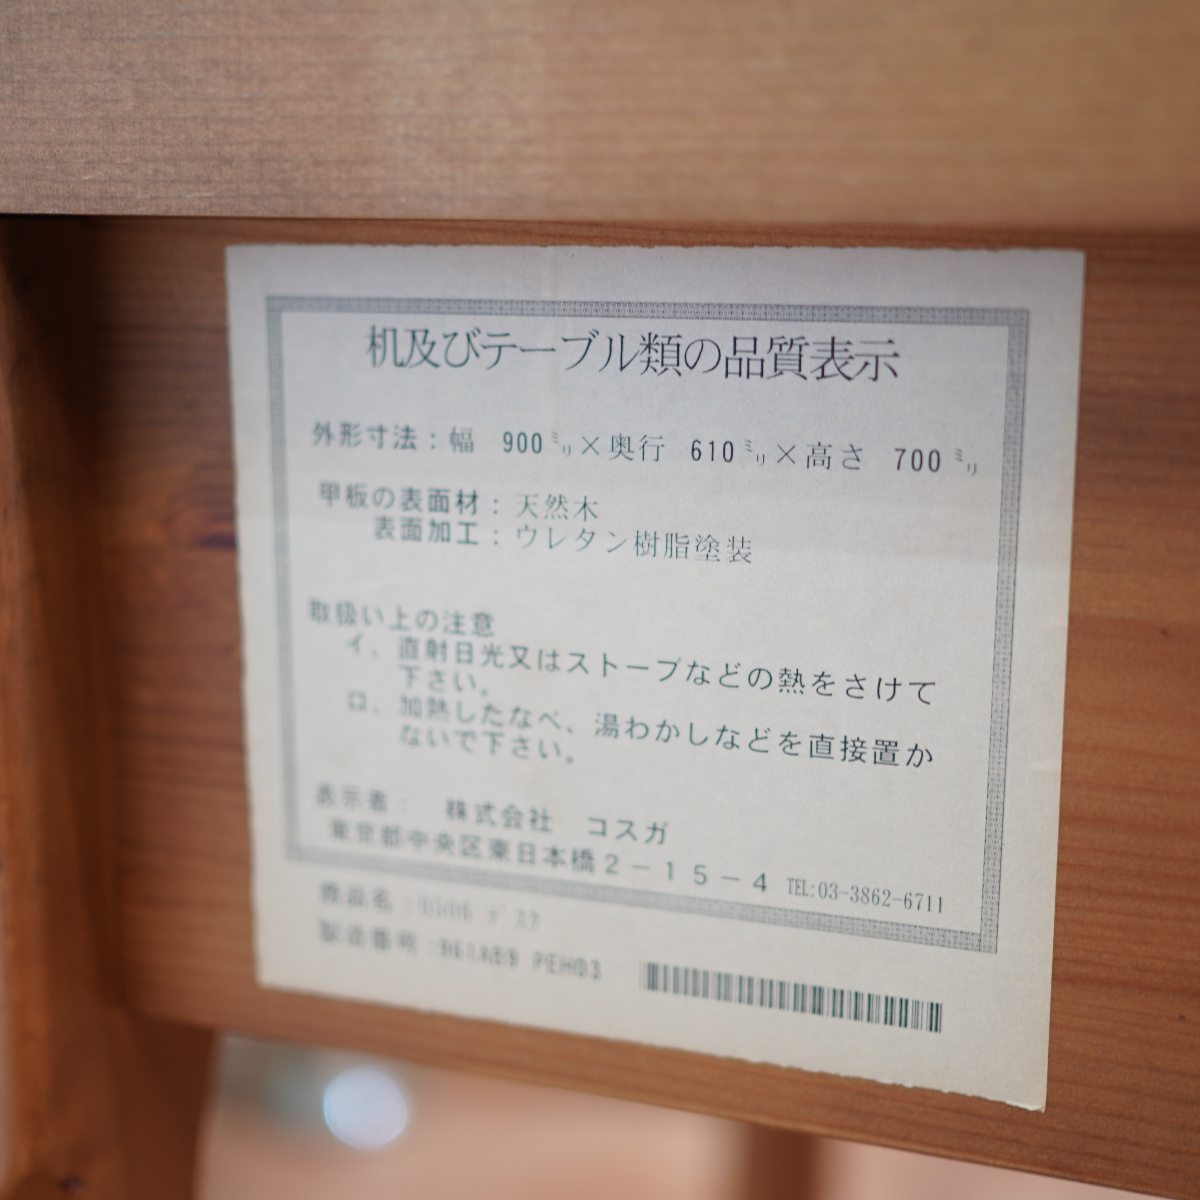 机及びテーブル類の品質表示
外形寸法：幅 900㍉×奥行 610㍉×高さ 700㍉
甲板の表面材：天然木
表面加工：ウレタン樹脂塗装
取扱い上の注意
イ．直射日光又はストーブなどの熱をさけて
下さい。
ロ．加熱したなべ、湯わかしなどを直接置か
ないで下さい。
表示者： 株式会社 コスガ
東京都中央区東日本橋2－15－4 TEL:03-3862-6711
商品名：
製造番号：961A89 PEH03